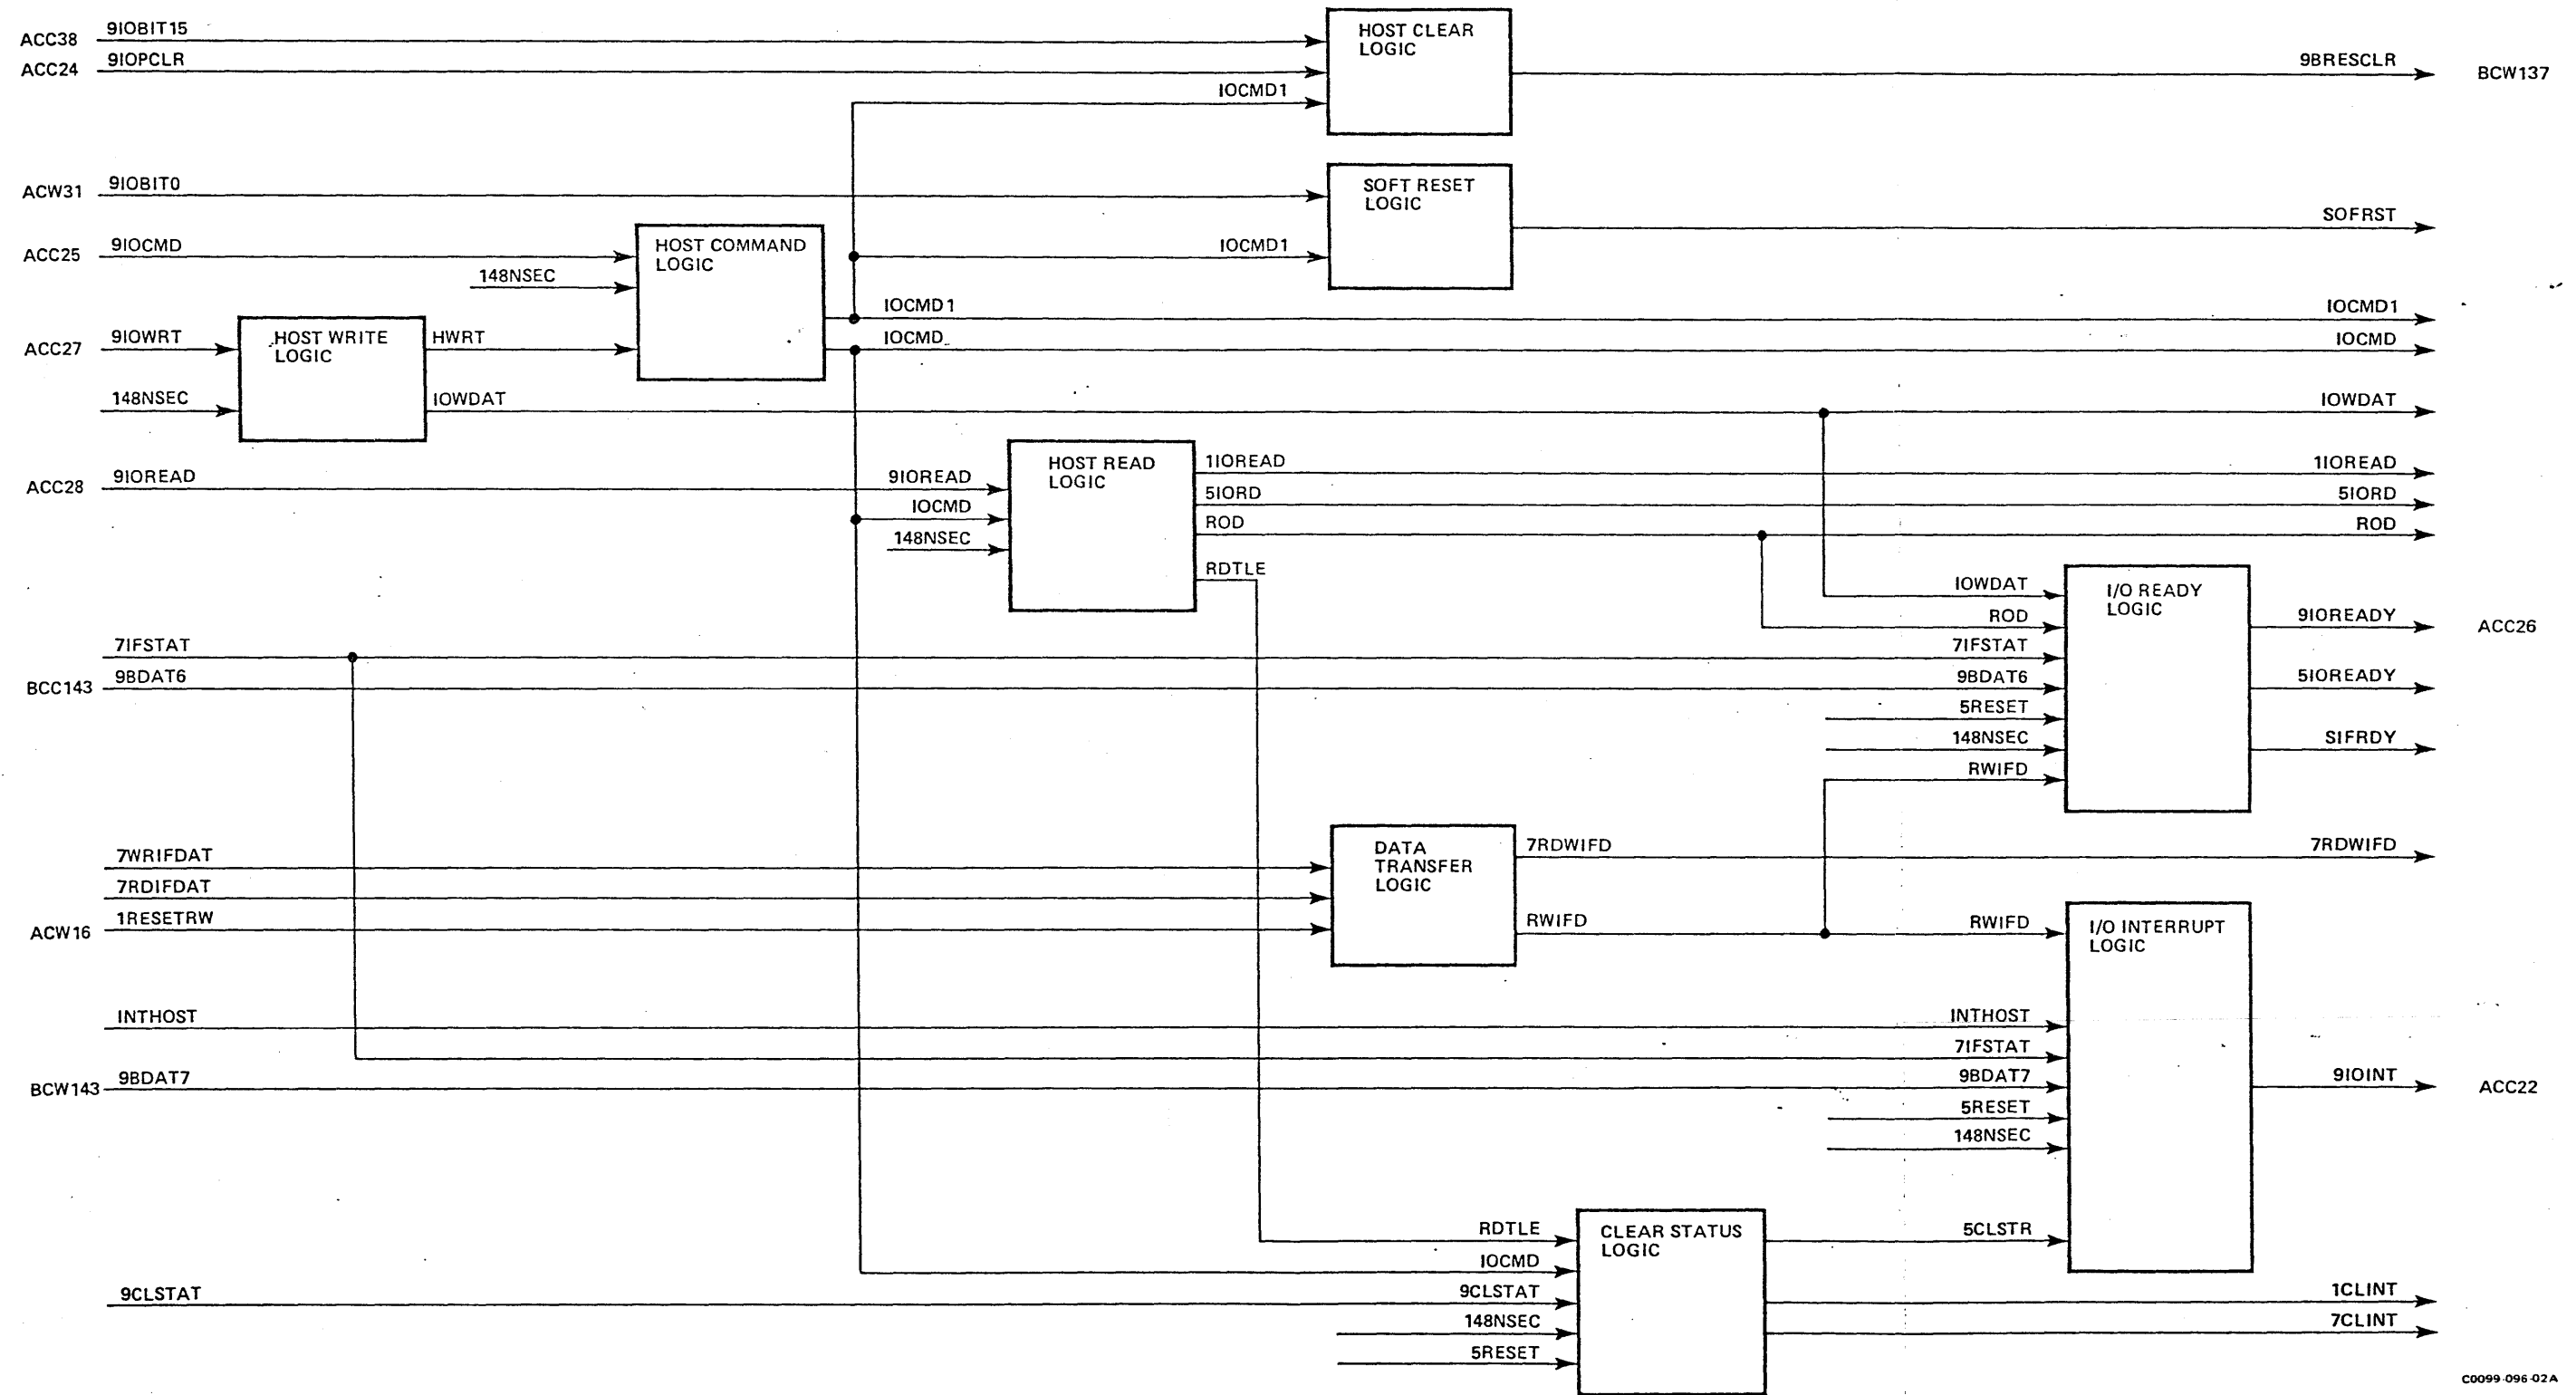 ACC38 9IOBIT15
ACC24 9IOPCLR
IOCMD1
HOST CLEAR
LOGIC
9BRESCLR BCW137
ACW31 9IOBIT0
IOCMD1
SOFT RESET
LOGIC
SOFRST
ACC25 9IOCMD
148NSEC
HOST COMMAND
LOGIC
IOCMD1 IOCMD1
IOCMD IOCMD
ACC27 9IOWRT
148NSEC
HOST WRITE
LOGIC
HWRT
IOWDAT IOWDAT
ACC28 9IOREAD
9IOREAD
IOCMD
148NSEC
HOST READ
LOGIC
1IOREAD 1IOREAD
5IORD 5IORD
ROD ROD
RDTLE
7IFSTAT
BCC143 9BDAT6
IOWDAT
ROD
7IFSTAT
9BDAT6
5RESET
148NSEC
RWIFD
I/O READY
LOGIC
9IOREADY ACC26
5IOREADY
SIFRDY
7WRIFDAT
7RDIFDAT
ACW16 1RESETRW
DATA
TRANSFER
LOGIC
7RDWIFD 7RDWIFD
RWIFD RWIFD
INTHOST INTHOST
7IFSTAT
BCW143 9BDAT7 9BDAT7
5RESET
148NSEC
I/O INTERRUPT
LOGIC
9IOINT ACC22
RDTLE
IOCMD
9CLSTAT 9CLSTAT
148NSEC
5RESET
CLEAR STATUS
LOGIC
5CLSTR
1CLINT
7CLINT
C0099-096-02A